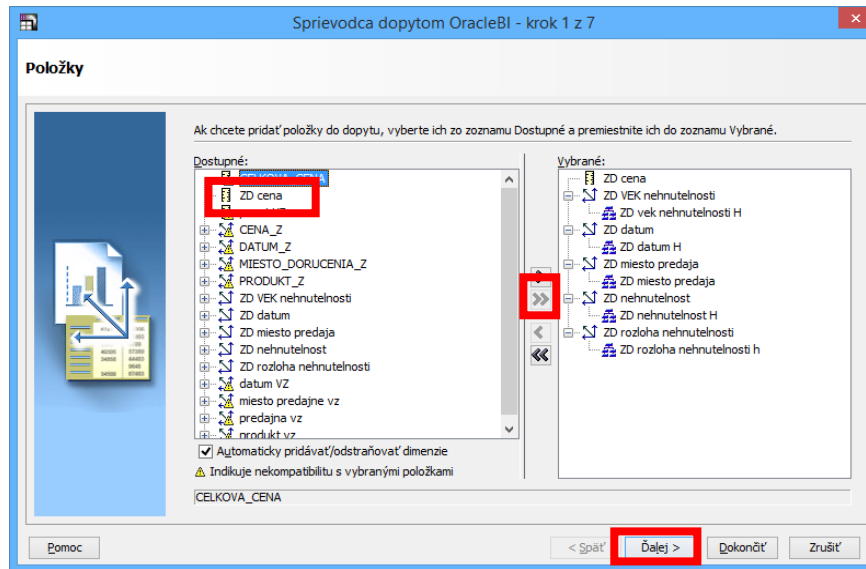 Sprievodca dopytom OracleBI - krok 1 z 7
Položky
Ak chcete pridať položky do dopytu, vyberte ich zo zoznamu Dostupné a premiestnite ich do zoznamu Vybrané.
Dostupné:
CELKOVA_CENA
ZD cena
CENA_Z
DATUM_Z
MIESTO_DORUCENIA_Z
PRODUKT_Z
ZD VEK nehnutelnosti
ZD datum
ZD miesto predaja
ZD nehnutelnost
ZD rozloha nehnutelnosti
datum VZ
miesto predajne vz
predajna vz
produkt vz
Automaticky pridávať/odstraňovať dimenzie
Indikuje nekompatibilitu s vybranými položkami
CELKOVA_CENA
Vybrané:
ZD cena
ZD VEK nehnutelnosti
ZD vek nehnutelnosti H
ZD datum
ZD datum H
ZD miesto predaja
ZD miesto predaja
ZD nehnutelnost
ZD nehnutelnost H
ZD rozloha nehnutelnosti
ZD rozloha nehnutelnosti h
Pomoc
< Späť
Ďalej >
Dokončiť
Zrušiť